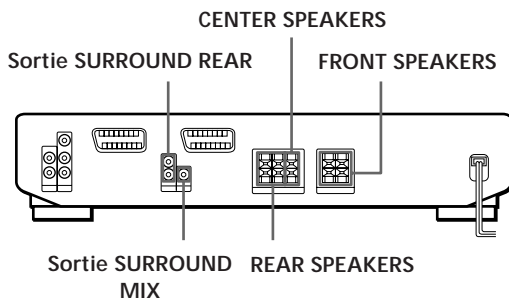 CENTER SPEAKERS
Sortie SURROUND REAR
FRONT SPEAKERS
Sortie SURROUND
MIX
REAR SPEAKERS